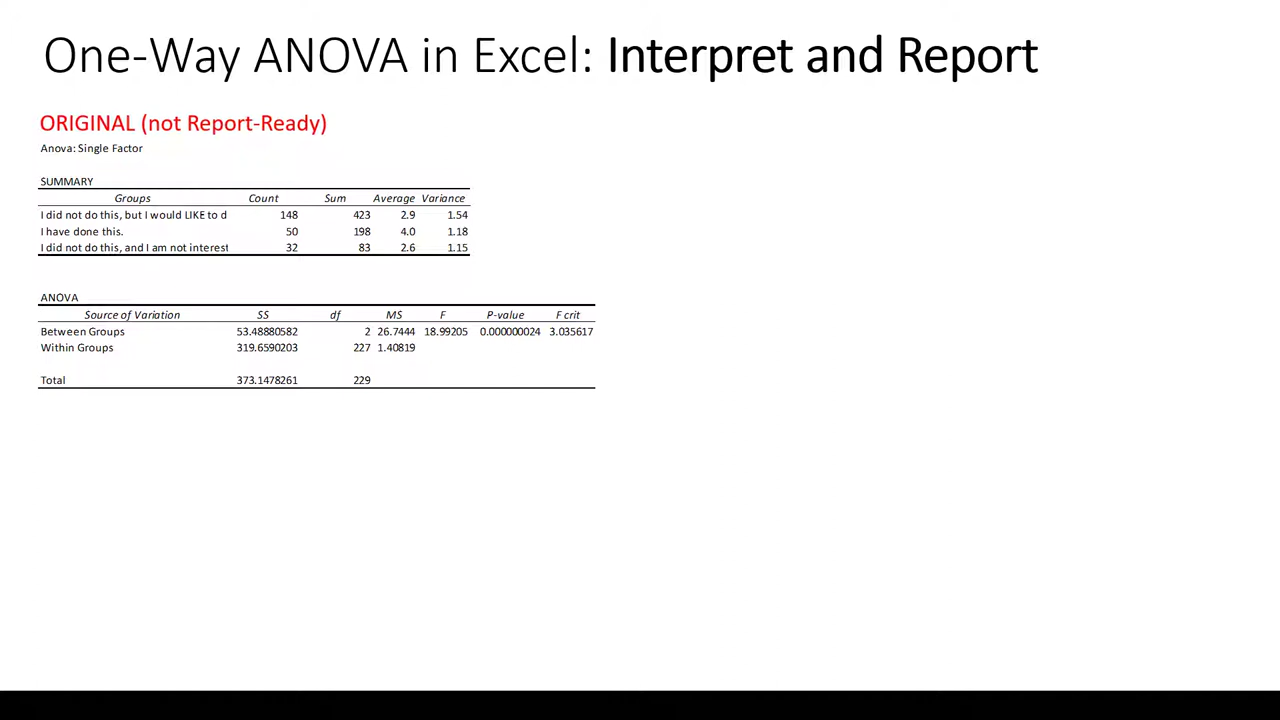 One-Way ANOVA in Excel: Interpret and Report
ORIGINAL (not Report-Ready)
Anova: Single Factor
SUMMARY
Groups Count Sum Average Variance
I did not do this, but I would LIKE to d 148 423 2.9 1.54
I have done this. 50 198 4.0 1.18
I did not do this, and I am not interest 32 83 2.6 1.15
ANOVA
Source of Variation SS df MS F P-value F crit
Between Groups 53.48880582 2 26.7444 18.99205 0.000000024 3.035617
Within Groups 319.6590203 227 1.40819
Total 373.1478261 229